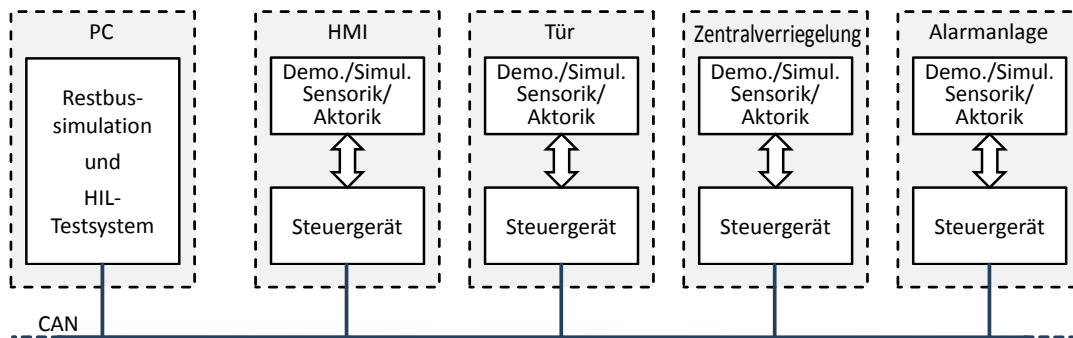 PC
Restbus-
simulation
und
HIL-
Testsystem
HMI
Demo./Simul.
Sensorik/
Aktorik
Steuergerät
Tür
Demo./Simul.
Sensorik/
Aktorik
Steuergerät
Zentralverriegelung
Demo./Simul.
Sensorik/
Aktorik
Steuergerät
Alarmanlage
Demo./Simul.
Sensorik/
Aktorik
Steuergerät
CAN